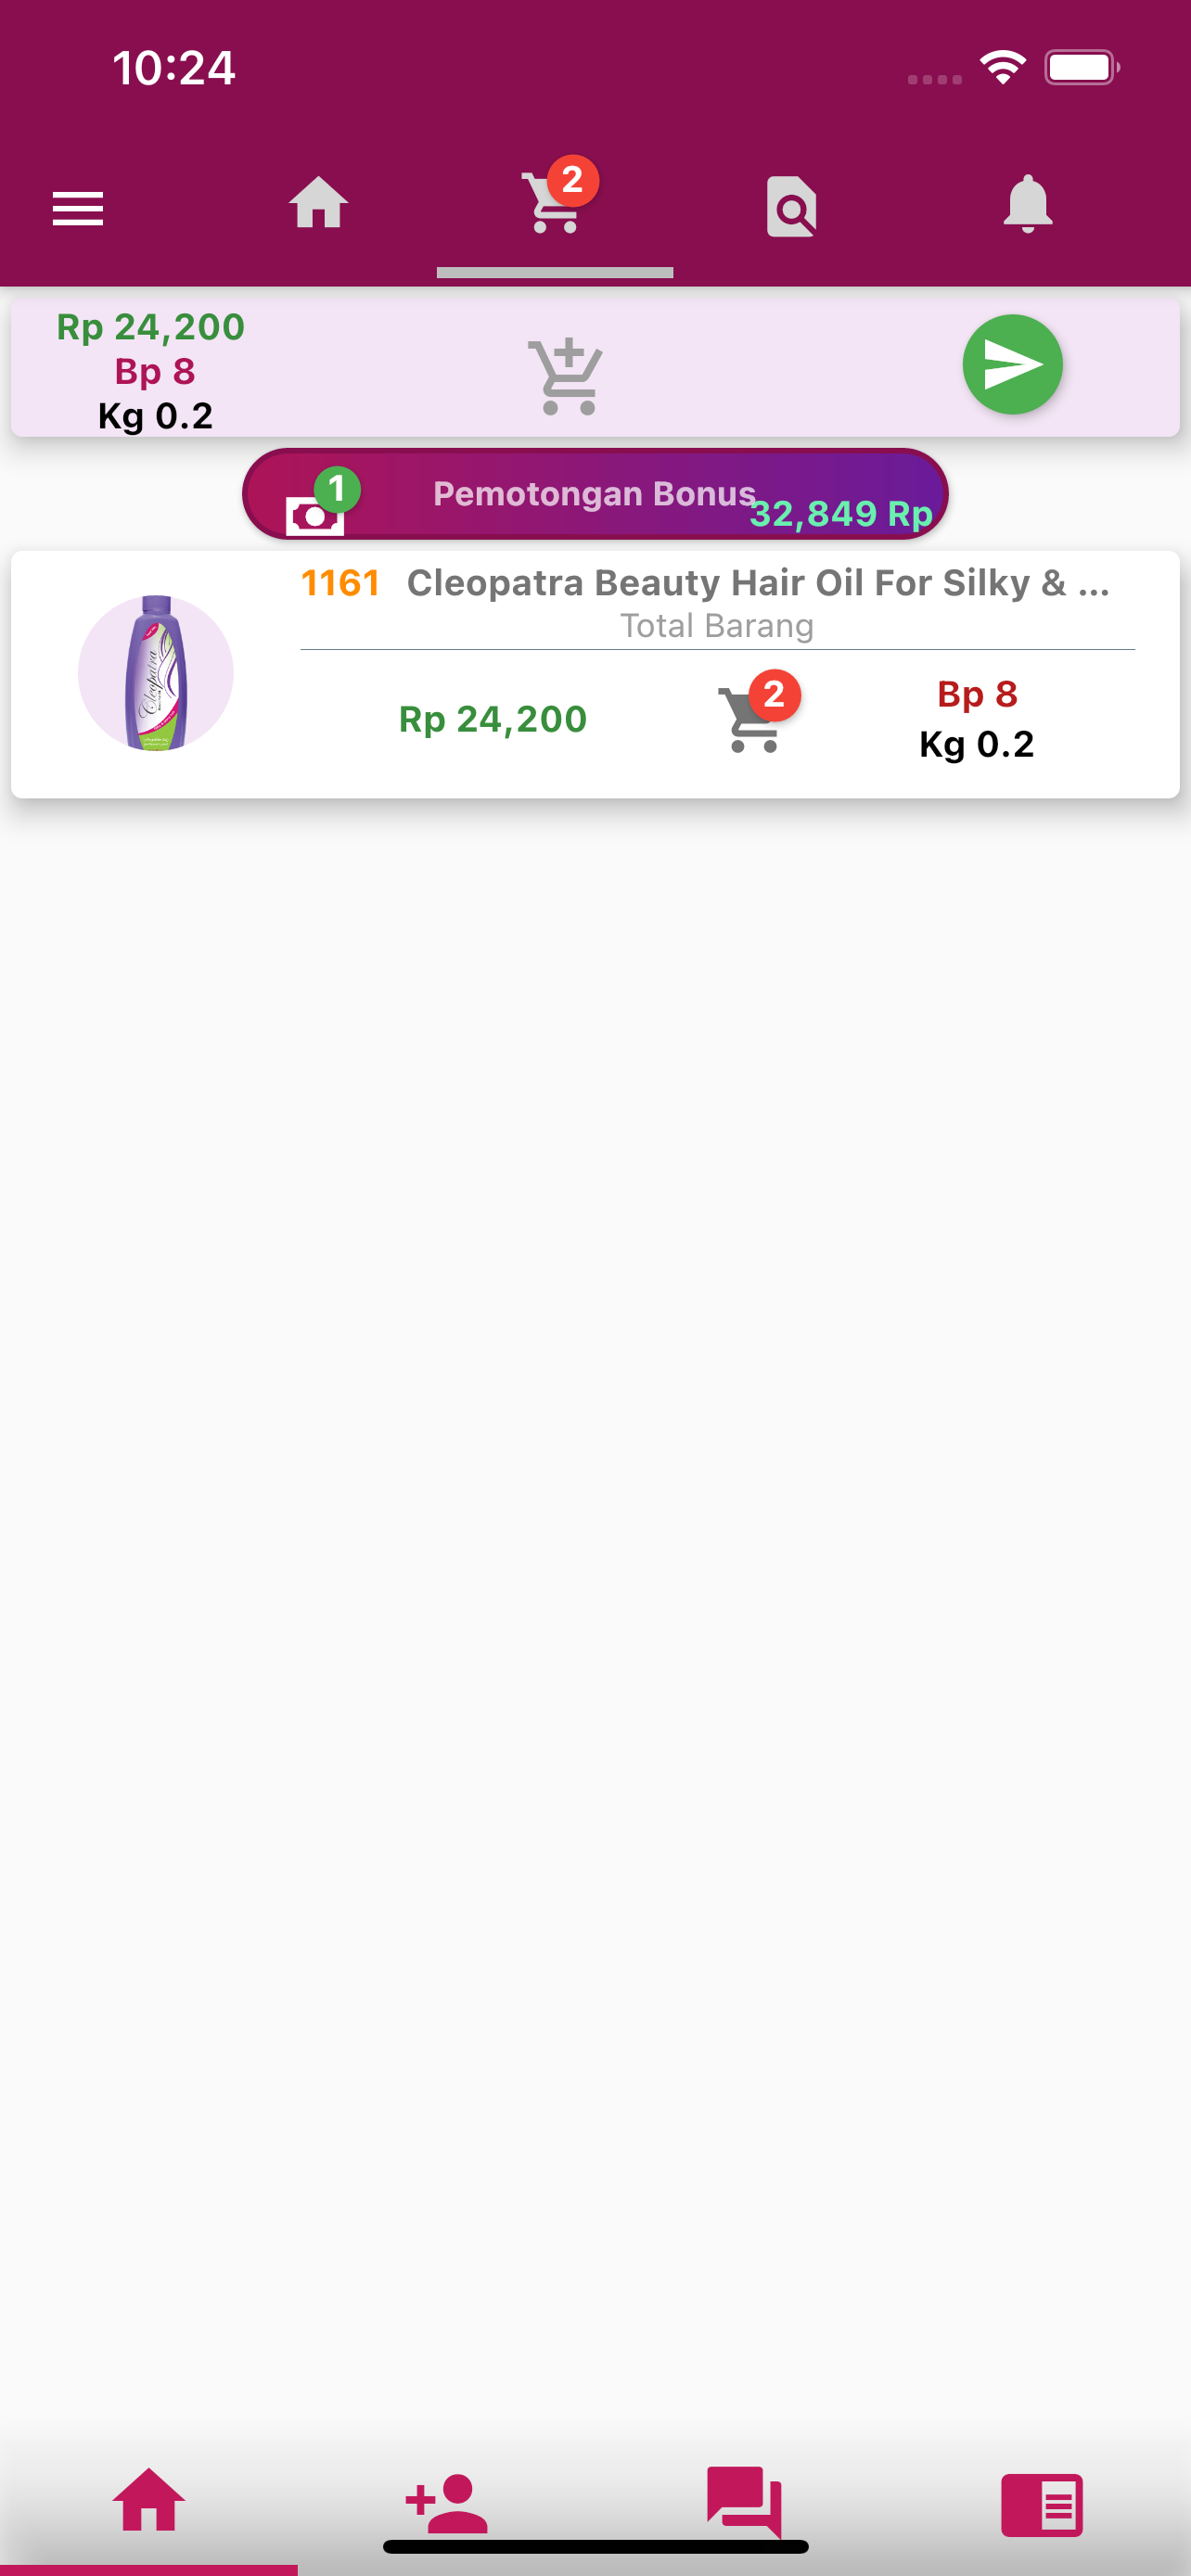 10:24
2
Rp 24,200
Bp 8
Kg 0.2
1
Pemotongan Bonus
32,849 Rp
1161 Cleopatra Beauty Hair Oil For Silky & ...
Total Barang
Cleopatra
Rp 24,200
2
Bp 8
Kg 0.2